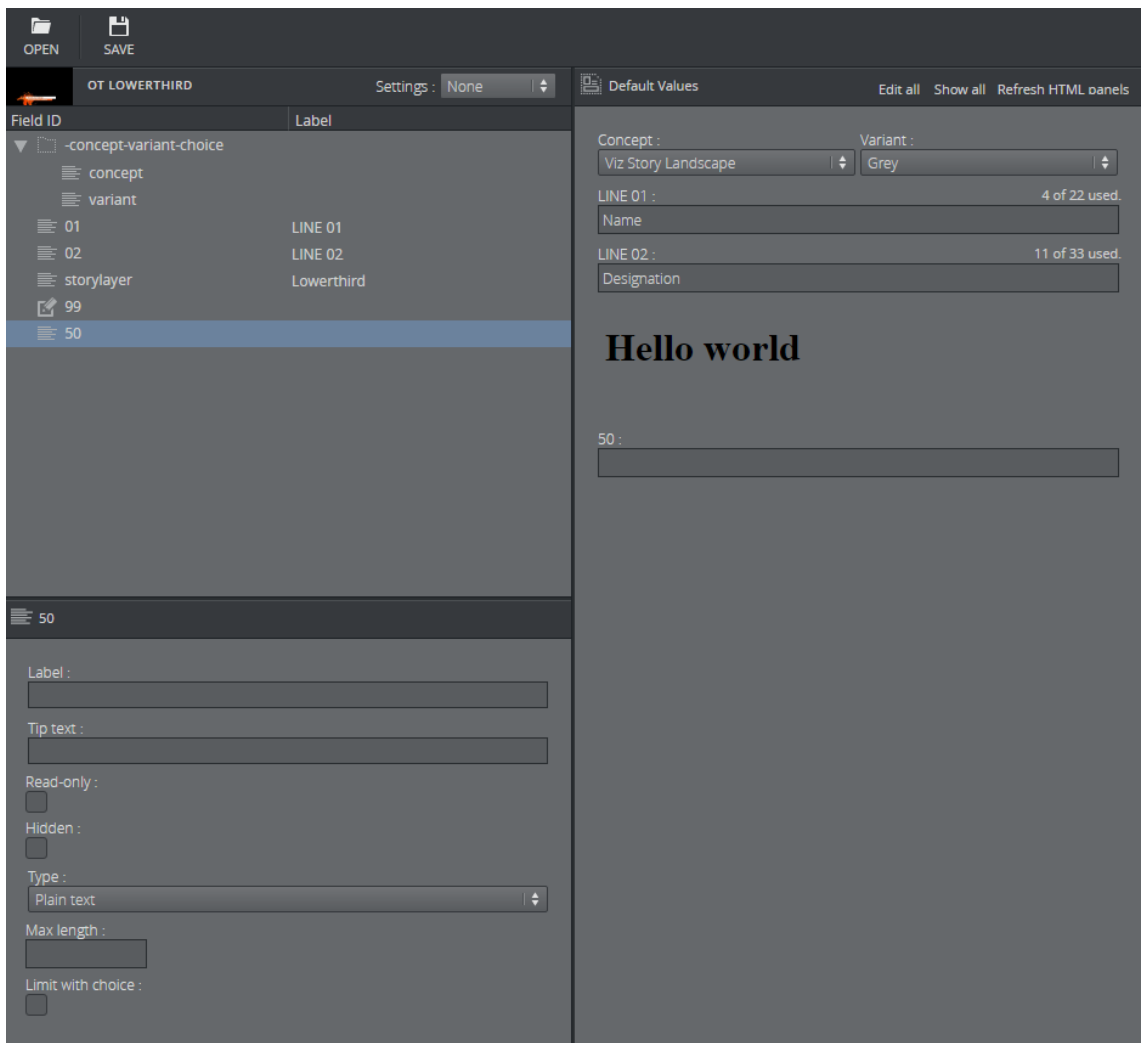 OPEN
SAVE
OT LOWERTHIRD
Settings : None
Field ID
Label
-concept-variant-choice
concept
variant
01
LINE 01
02
LINE 02
storylayer
Lowerthird
99
50
50
Label :
Tip text :
Read-only :
Hidden :
Type :
Plain text
Max length :
Limit with choice :
Default Values
Edit all Show all Refresh HTML panels
Concept :
Variant :
Viz Story Landscape
Grey
LINE 01 :
4 of 22 used.
Name
LINE 02 :
11 of 33 used.
Designation
Hello world
50 :